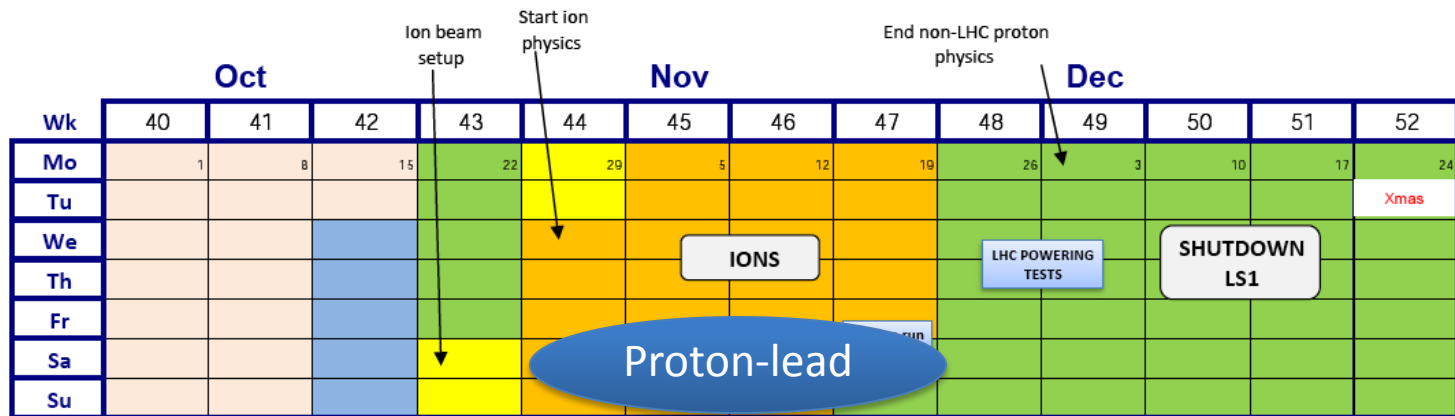 Start ion
physics
Ion beam
setup
End non-LHC proton
physics
Oct Nov Dec
Wk 40 41 42 43 44 45 46 47 48 49 50 51 52
Mo 1 8 15 22 29 5 12 19 26 3 10 17 24
Tu Xmas
We
IONS
LHC POWERING
TESTS
SHUTDOWN
LS1
Th
Fr
run
Sa
Proton-lead
Su